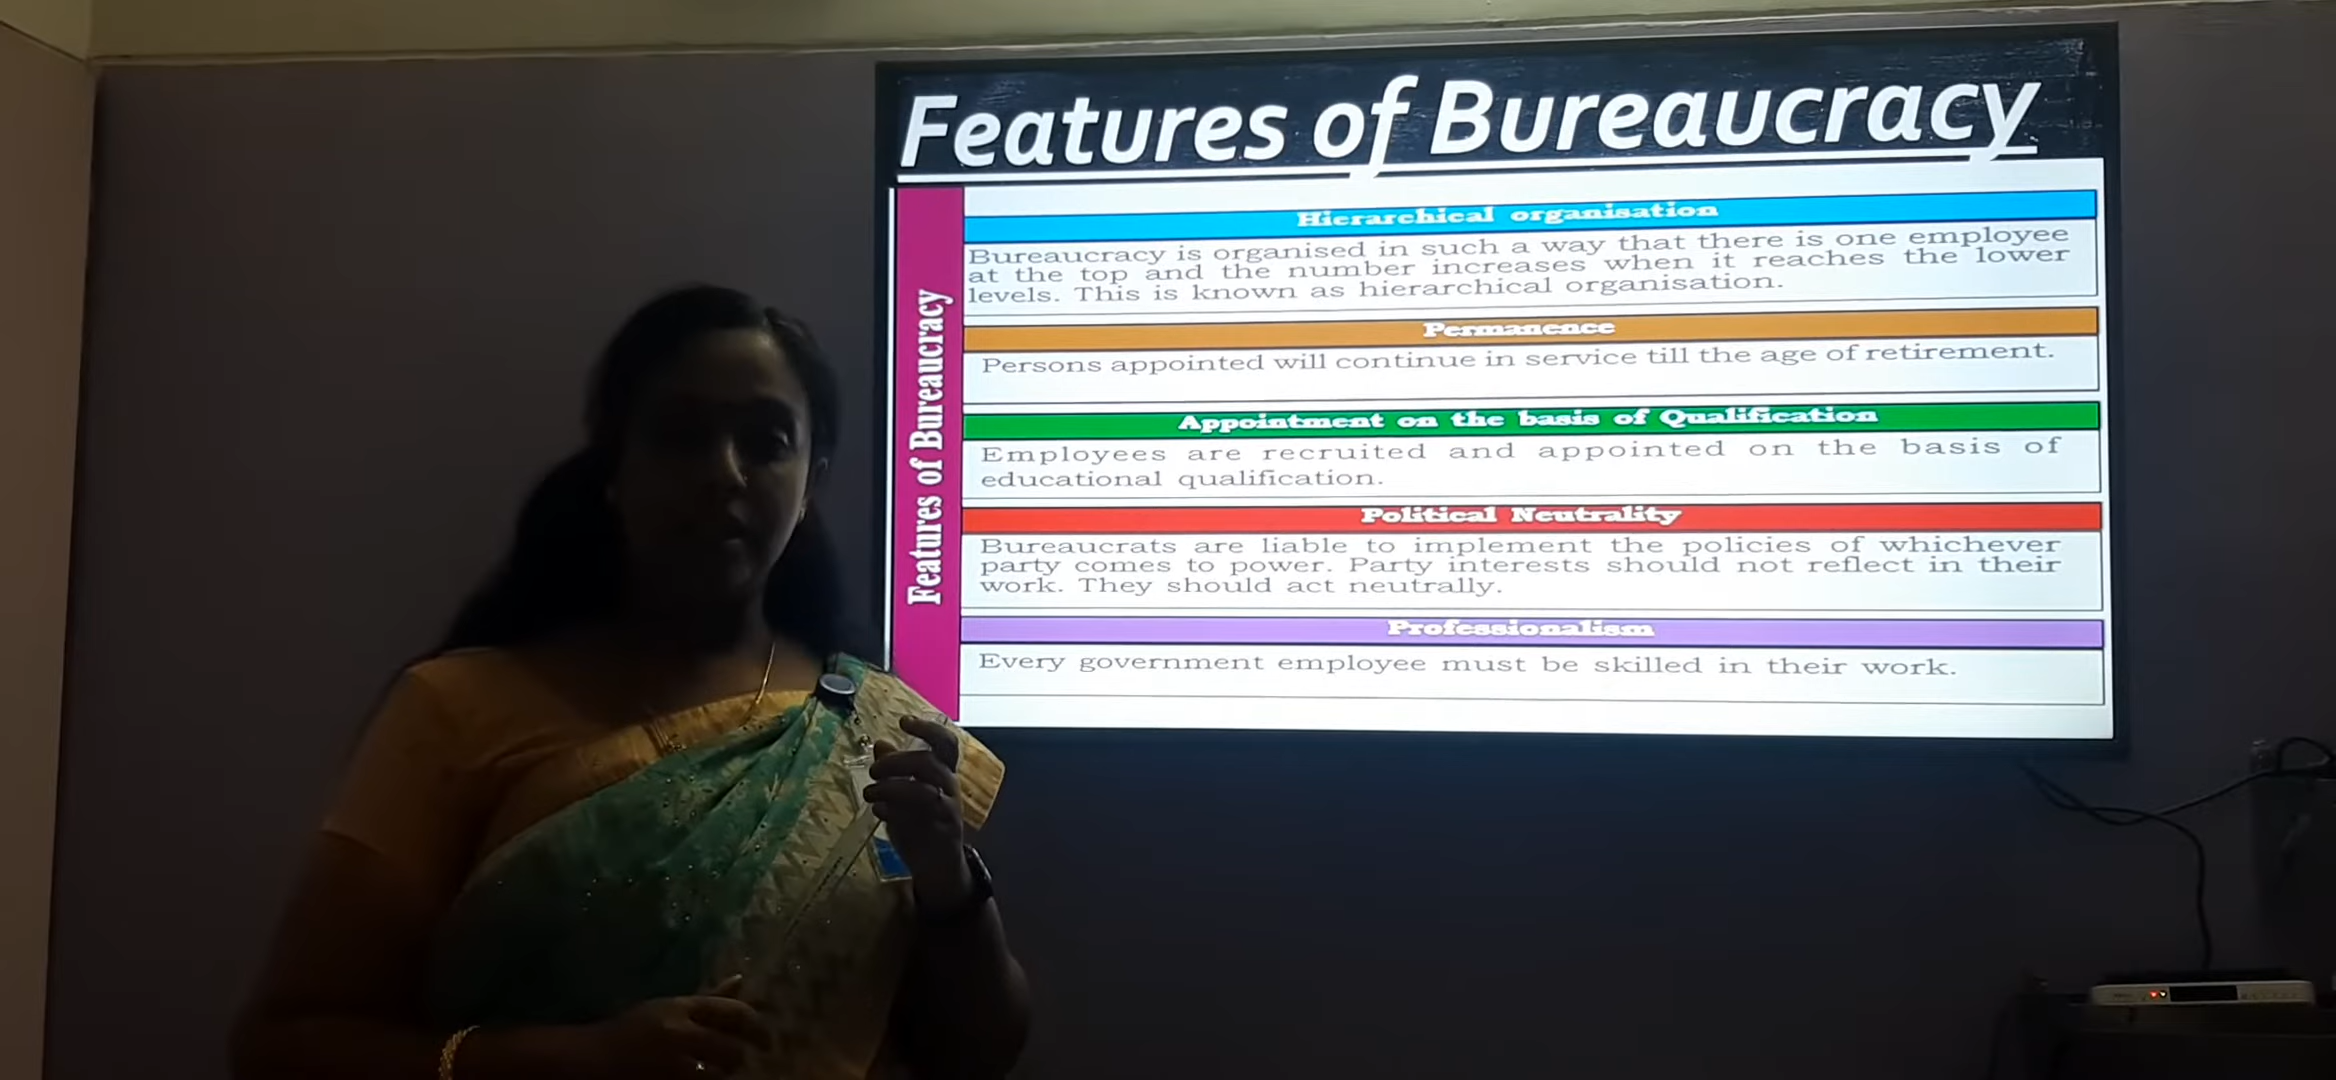 Features of Bureaucracy
Features of Bureaucracy
Hierarchical organisation
Bureaucracy is organised in such a way that there is one employee
at the top and the number increases when it reaches the lower
levels. This is known as hierarchical organisation.
Permanence
Persons appointed will continue in service till the age of retirement.
Appointment on the basis of Qualification
Employees are recruited and appointed on the basis of
educational qualification.
Political Neutrality
Bureaucrats are liable to implement the policies of whichever
party comes to power. Party interests should not reflect in their
work. They should act neutrally.
Professionalism
Every government employee must be skilled in their work.